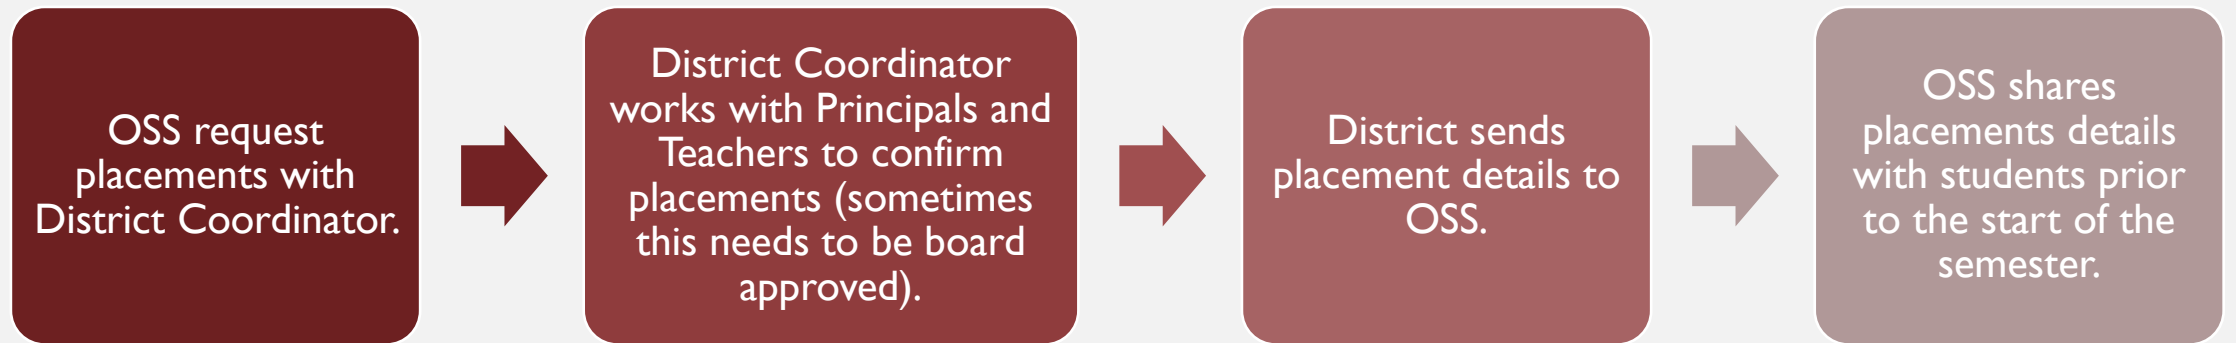 OSS request
placements with
District Coordinator.
District Coordinator
works with Principals and
Teachers to confirm
placements (sometimes
this needs to be board
approved).
District sends
placement details to
OSS.
OSS shares
placements details
with students prior
to the start of the
semester.